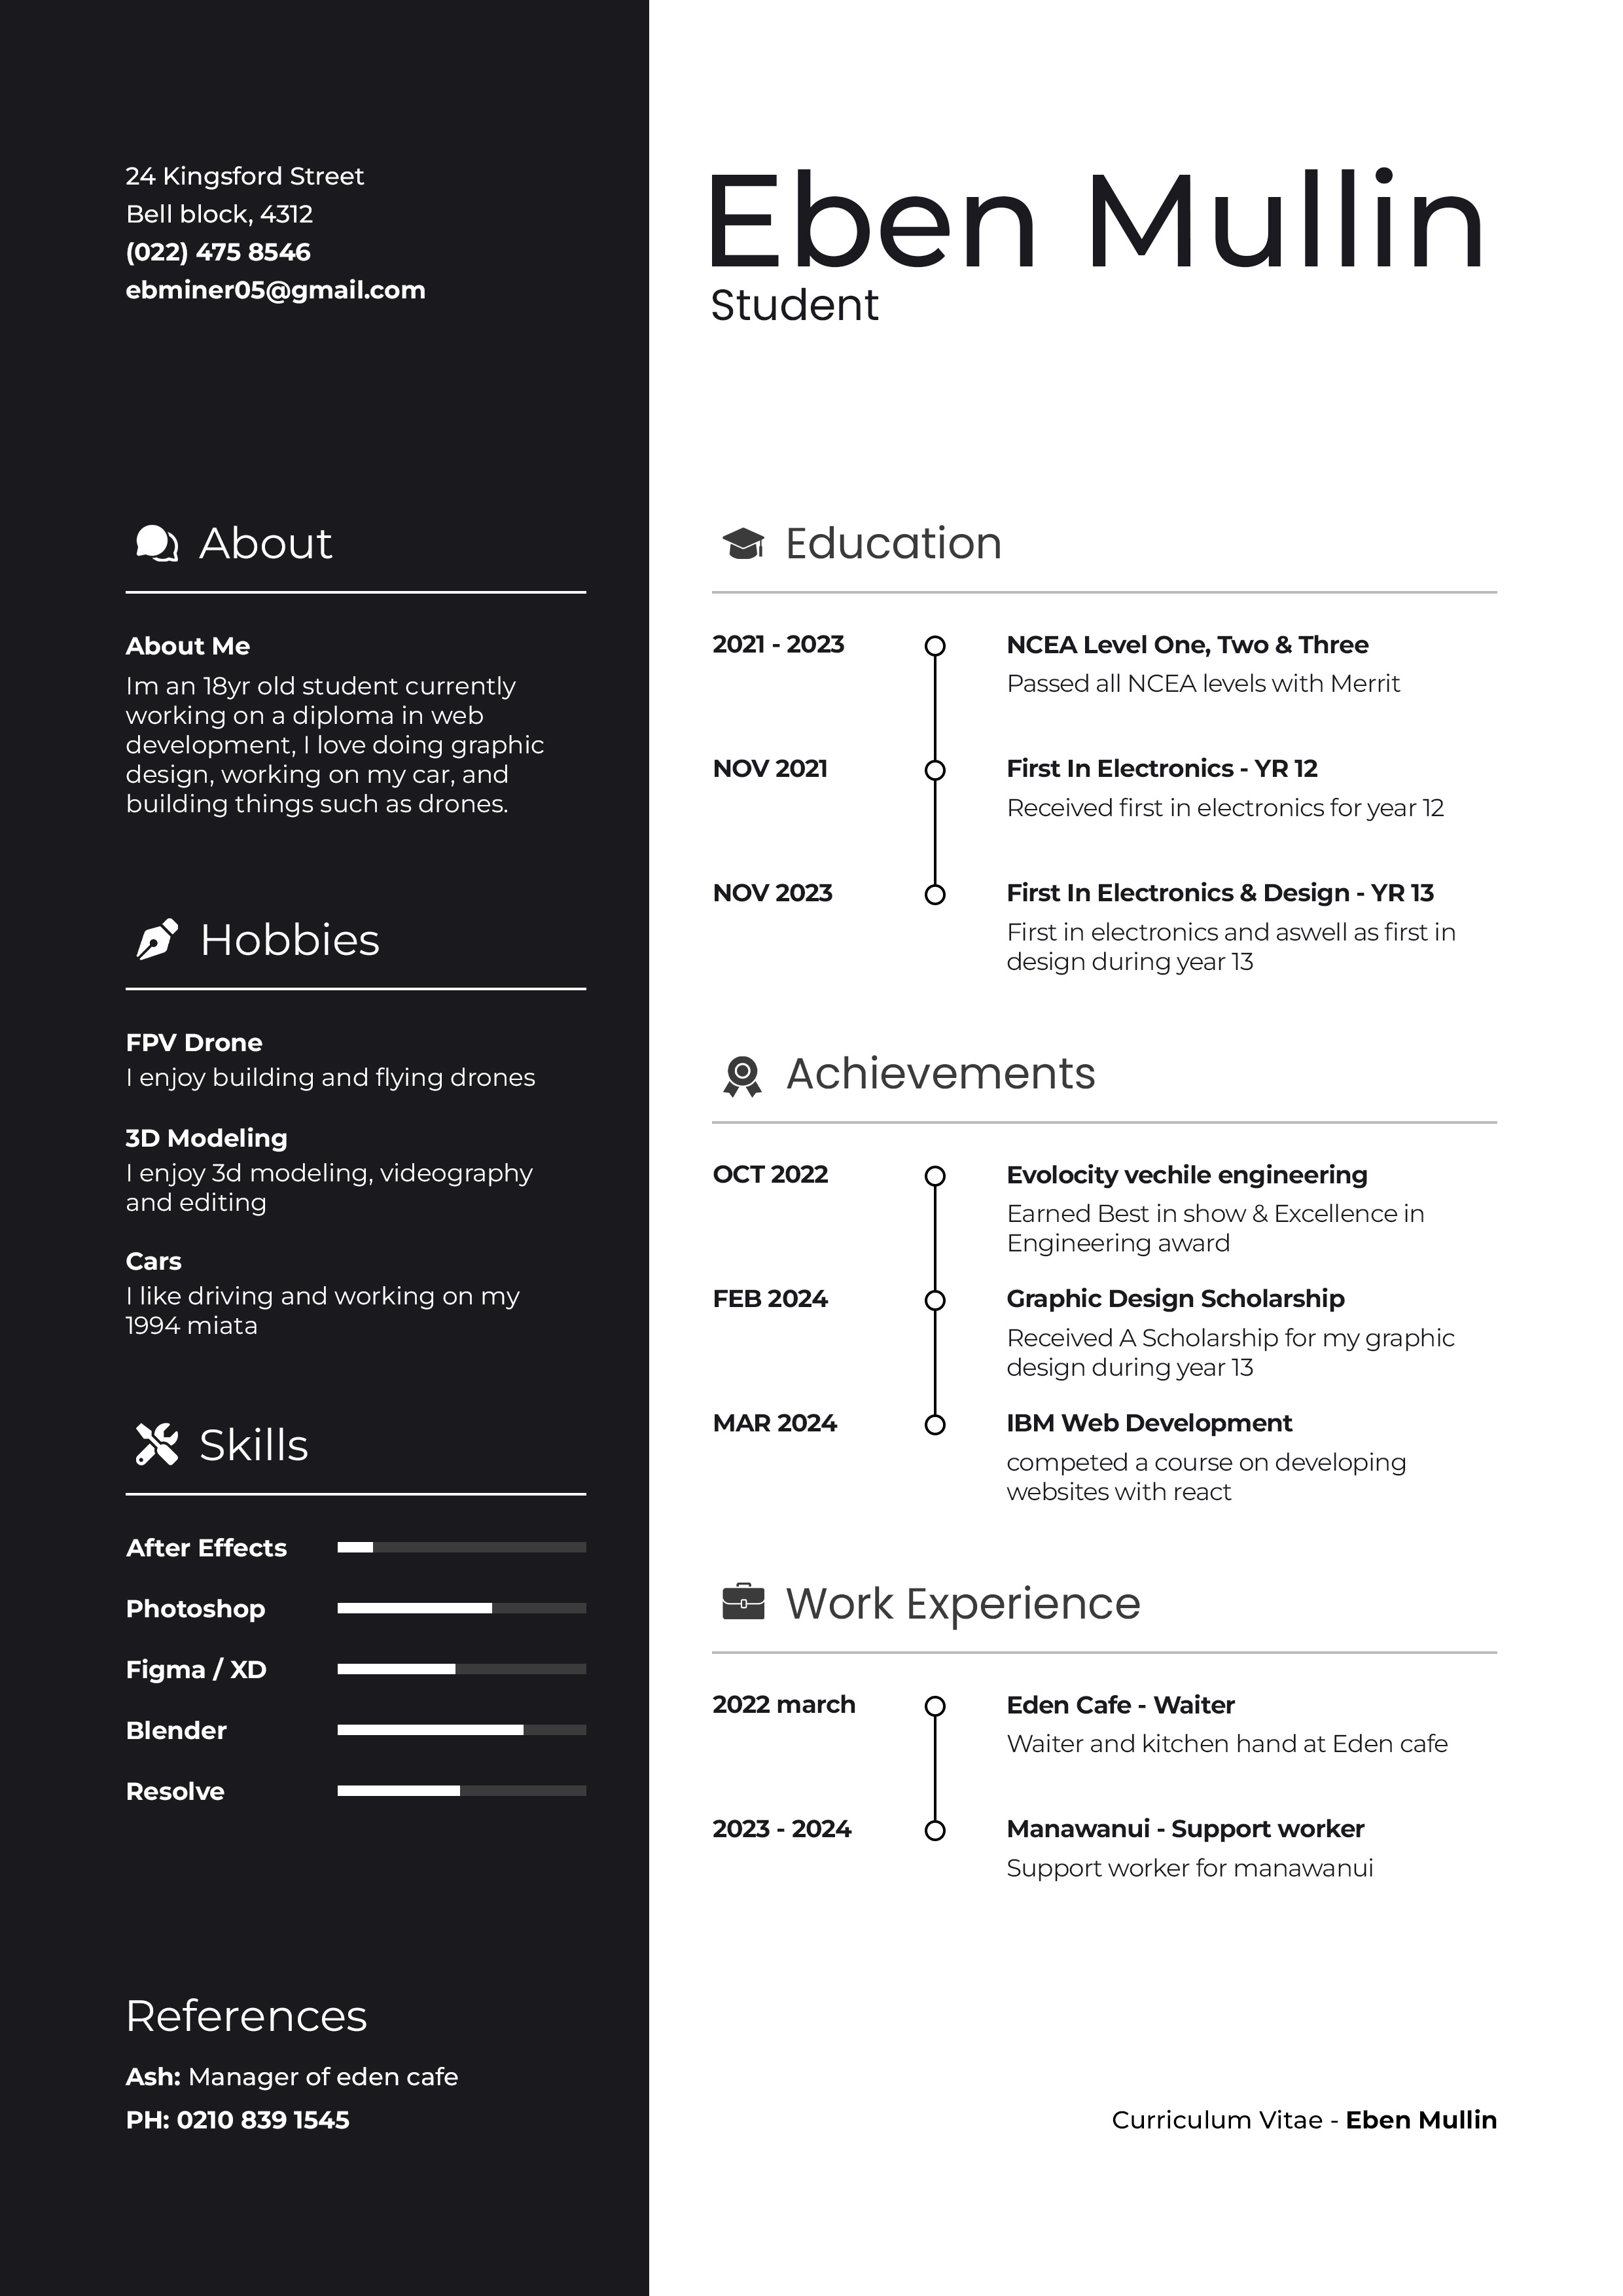 24 Kingsford Street
Bell block, 4312
(022) 475 8546
ebminer05@gmail.com
Eben Mullin
Student
About
About Me
Im an 18yr old student currently
working on a diploma in web
development, I love doing graphic
design, working on my car, and
building things such as drones.
Hobbies
FPV Drone
I enjoy building and flying drones
3D Modeling
I enjoy 3d modeling, videography
and editing
Cars
I like driving and working on my
1994 miata
Skills
After Effects
Photoshop
Figma / XD
Blender
Resolve
References
Ash: Manager of eden cafe
PH: 0210 839 1545
Education
2021 - 2023
NCEA Level One, Two & Three
Passed all NCEA levels with Merrit
NOV 2021
First In Electronics - YR 12
Received first in electronics for year 12
NOV 2023
First In Electronics & Design - YR 13
First in electronics and aswell as first in
design during year 13
Achievements
OCT 2022
Evolocity vechile engineering
Earned Best in show & Excellence in
Engineering award
FEB 2024
Graphic Design Scholarship
Received A Scholarship for my graphic
design during year 13
MAR 2024
IBM Web Development
competed a course on developing
websites with react
Work Experience
2022 march
Eden Cafe - Waiter
Waiter and kitchen hand at Eden cafe
2023 - 2024
Manawanui - Support worker
Support worker for manawanui
Curriculum Vitae - Eben Mullin